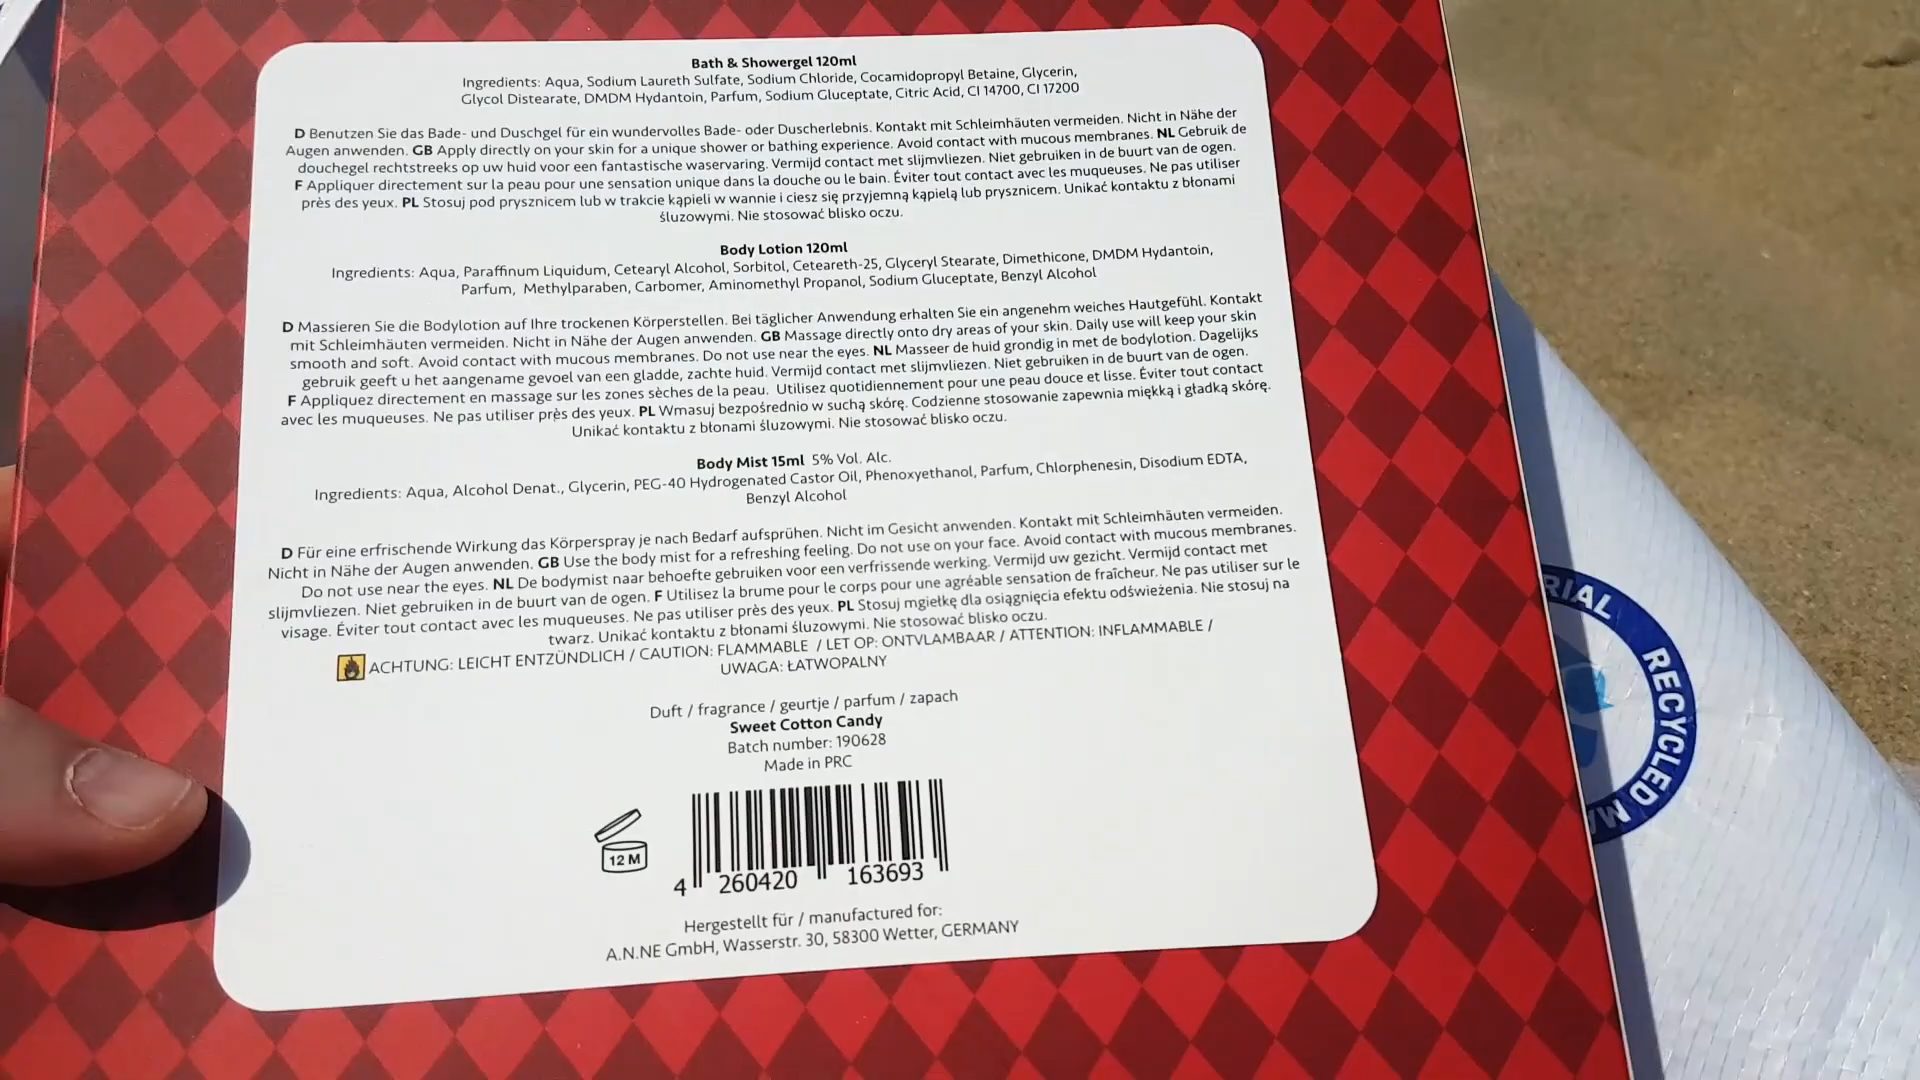 Bath & Showergel 120ml
Ingredients: Aqua, Sodium Laureth Sulfate, Sodium Chloride, Cocamidopropyl Betaine, Glycerin,
Glycol Distearate, DMDM Hydantoin, Parfum, Sodium Gluceptate, Citric Acid, CI 14700, CI 17200
D Benutzen Sie das Bade- und Duschgel für ein wundervolles Bade- oder Duscherlebnis. Kontakt mit Schleimhäuten vermeiden. Nicht in Nähe der
Augen anwenden. GB Apply directly on your skin for a unique shower or bathing experience. Avoid contact with mucous membranes. NL Gebruik de
douchegel rechtstreeks op uw huid voor een fantastische waservaring. Vermijd contact met slijmvliezen. Niet gebruiken in de buurt van de ogen.
F Appliquer directement sur la peau pour une sensation unique dans la douche ou le bain. Éviter tout contact avec les muqueuses. Ne pas utiliser
près des yeux. PL Stosuj pod prysznicem lub w trakcie kąpieli w wannie i ciesz się przyjemną kąpielą lub prysznicem. Unikać kontaktu z błonami
śluzowymi. Nie stosować blisko oczu.
Body Lotion 120ml
Ingredients: Aqua, Paraffinum Liquidum, Cetearyl Alcohol, Sorbitol, Ceteareth-25, Glyceryl Stearate, Dimethicone, DMDM Hydantoin,
Parfum, Methylparaben, Carbomer, Aminomethyl Propanol, Sodium Gluceptate, Benzyl Alcohol
D Massieren Sie die Bodylotion auf Ihre trockenen Körperstellen. Bei täglicher Anwendung erhalten Sie ein angenehm weiches Hautgefühl. Kontakt
mit Schleimhäuten vermeiden. Nicht in Nähe der Augen anwenden. GB Massage directly onto dry areas of your skin. Daily use will keep your skin
smooth and soft. Avoid contact with mucous membranes. Do not use near the eyes. NL Masseer de huid grondig in met de bodylotion. Dagelijks
gebruik geeft u het aangename gevoel van een gladde, zachte huid. Vermijd contact met slijmvliezen. Niet gebruiken in de buurt van de ogen.
F Appliquez directement en massage sur les zones sèches de la peau. Utilisez quotidiennement pour une peau douce et lisse. Éviter tout contact
avec les muqueuses. Ne pas utiliser près des yeux. PL Wmasuj bezpośrednio w suchą skórę. Codzienne stosowanie zapewnia miękką i gładką skórę.
Unikać kontaktu z błonami śluzowymi. Nie stosować blisko oczu.
Body Mist 15ml 5% Vol. Alc.
Ingredients: Aqua, Alcohol Denat., Glycerin, PEG-40 Hydrogenated Castor Oil, Phenoxyethanol, Parfum, Chlorphenesin, Disodium EDTA,
Benzyl Alcohol
D Für eine erfrischende Wirkung das Körperspray je nach Bedarf aufsprühen. Nicht im Gesicht anwenden. Kontakt mit Schleimhäuten vermeiden.
Nicht in Nähe der Augen anwenden. GB Use the body mist for a refreshing feeling. Do not use on your face. Avoid contact with mucous membranes.
Do not use near the eyes. NL De bodymist naar behoefte gebruiken voor een verfrissende werking. Vermijd uw gezicht. Vermijd contact met
slijmvliezen. Niet gebruiken in de buurt van de ogen. F Utilisez la brume pour le corps pour une agréable sensation de fraîcheur. Ne pas utiliser sur le
visage. Éviter tout contact avec les muqueuses. Ne pas utiliser près des yeux. PL Stosuj mgiełkę dla osiągnięcia efektu odświeżenia. Nie stosuj na
twarz. Unikać kontaktu z błonami śluzowymi. Nie stosować blisko oczu.
ACHTUNG: LEICHT ENTZÜNDLICH / CAUTION: FLAMMABLE / LET OP: ONTVLAMBAAR / ATTENTION: INFLAMMABLE /
UWAGA: ŁATWOPALNY
Duft / fragrance / geurtje / parfum / zapach
Sweet Cotton Candy
Batch number: 190628
Made in PRC
12 M
4 260420 163693
Hergestellt für / manufactured for:
A.N.NE GmbH, Wasserstr. 30, 58300 Wetter, GERMANY
RIAL RECYCLED MA